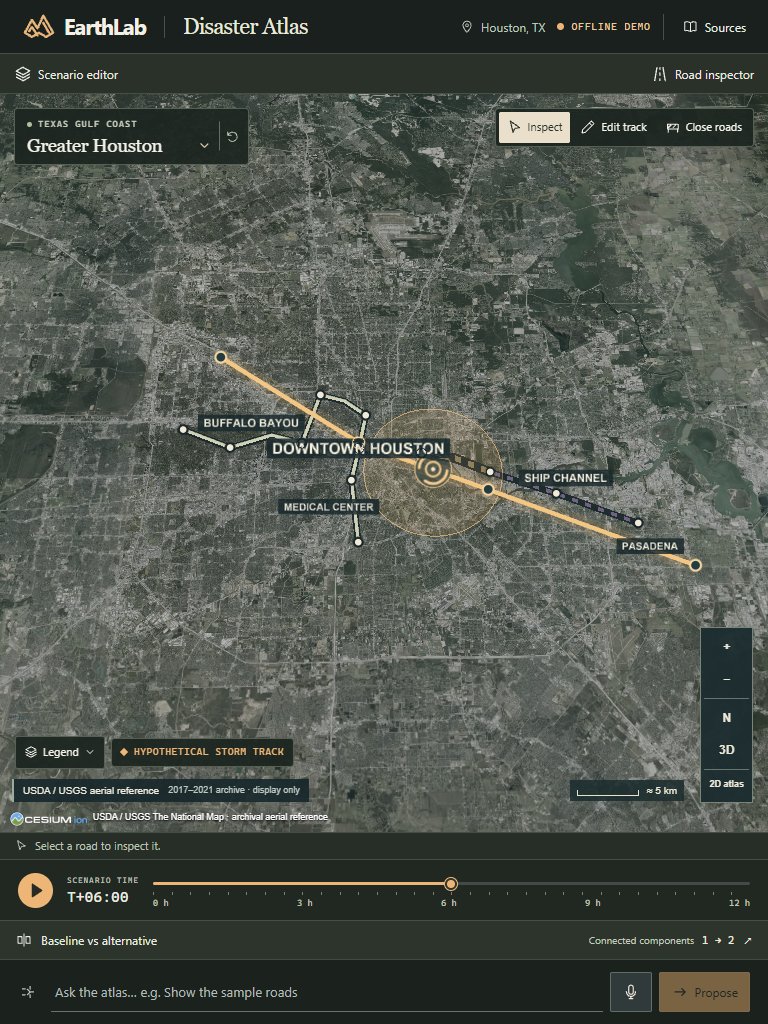 EarthLab
Disaster Atlas
Houston, TX
OFFLINE DEMO
Sources
Scenario editor
Road inspector
TEXAS GULF COAST
Greater Houston
Inspect
Edit track
Close roads
BUFFALO BAYOU
DOWNTOWN HOUSTON
SHIP CHANNEL
MEDICAL CENTER
PASADENA
+
−
N
3D
2D atlas
Legend
HYPOTHETICAL STORM TRACK
USDA / USGS aerial reference 2017–2021 archive · display only
≈ 5 km
CESIUM ion USDA / USGS The National Map · archival aerial reference
Select a road to inspect it.
SCENARIO TIME
T+06:00
0 h 3 h 6 h 9 h 12 h
Baseline vs alternative
Connected components 1 → 2 ↗
Ask the atlas... e.g. Show the sample roads
→ Propose